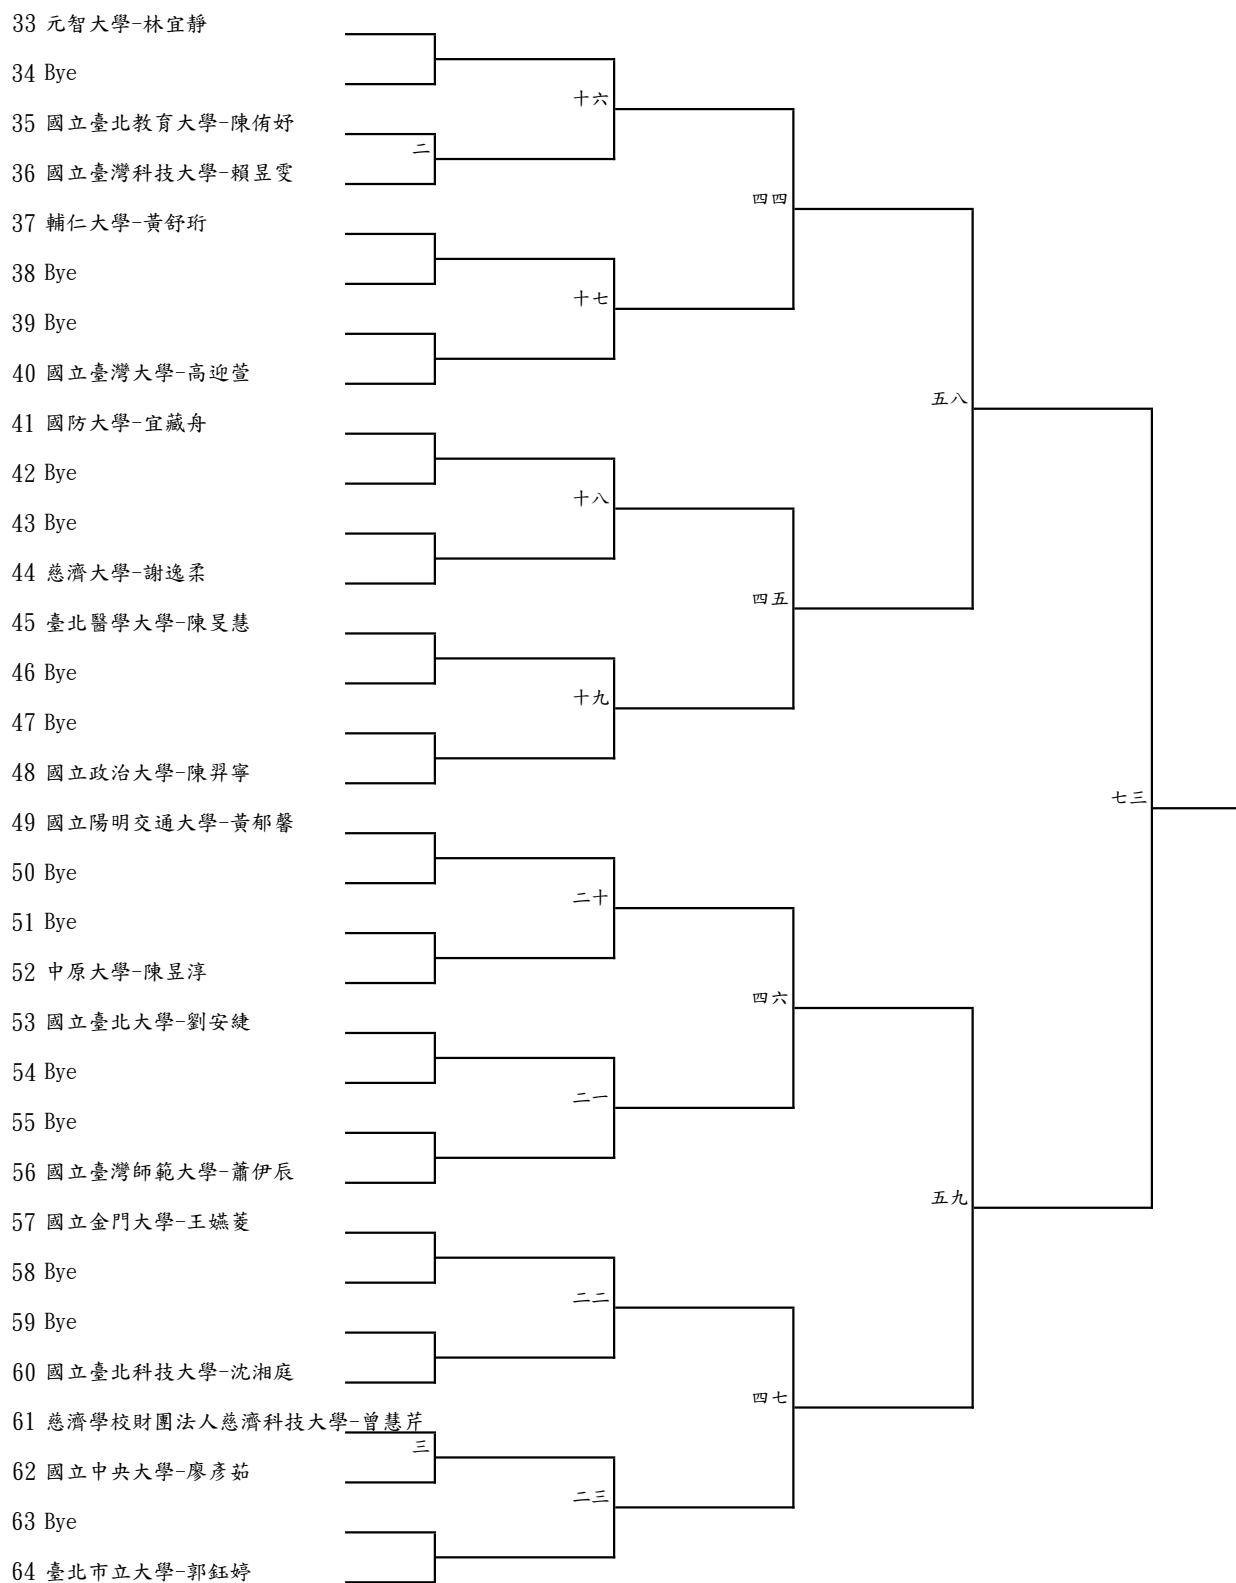 33 元智大學-林宜靜
34 Bye
十六
35 國立臺北教育大學-陳侑妤
二
36 國立臺灣科技大學-賴昱雯
四四
37 輔仁大學-黃舒珩
38 Bye
十七
39 Bye
40 國立臺灣大學-高迎萱
五八
41 國防大學-宜藏舟
42 Bye
十八
43 Bye
44 慈濟大學-謝逸柔
四五
45 臺北醫學大學-陳旻慧
46 Bye
十九
47 Bye
48 國立政治大學-陳羿寧
七三
49 國立陽明交通大學-黃郁馨
50 Bye
二十
51 Bye
52 中原大學-陳昱淳
四六
53 國立臺北大學-劉安緁
54 Bye
二一
55 Bye
56 國立臺灣師範大學-蕭伊辰
五九
57 國立金門大學-王嬿菱
58 Bye
二二
59 Bye
60 國立臺北科技大學-沈湘庭
四七
61 慈濟學校財團法人慈濟科技大學-曾慧芹
三
62 國立中央大學-廖彥茹
二三
63 Bye
64 臺北市立大學-郭鈺婷